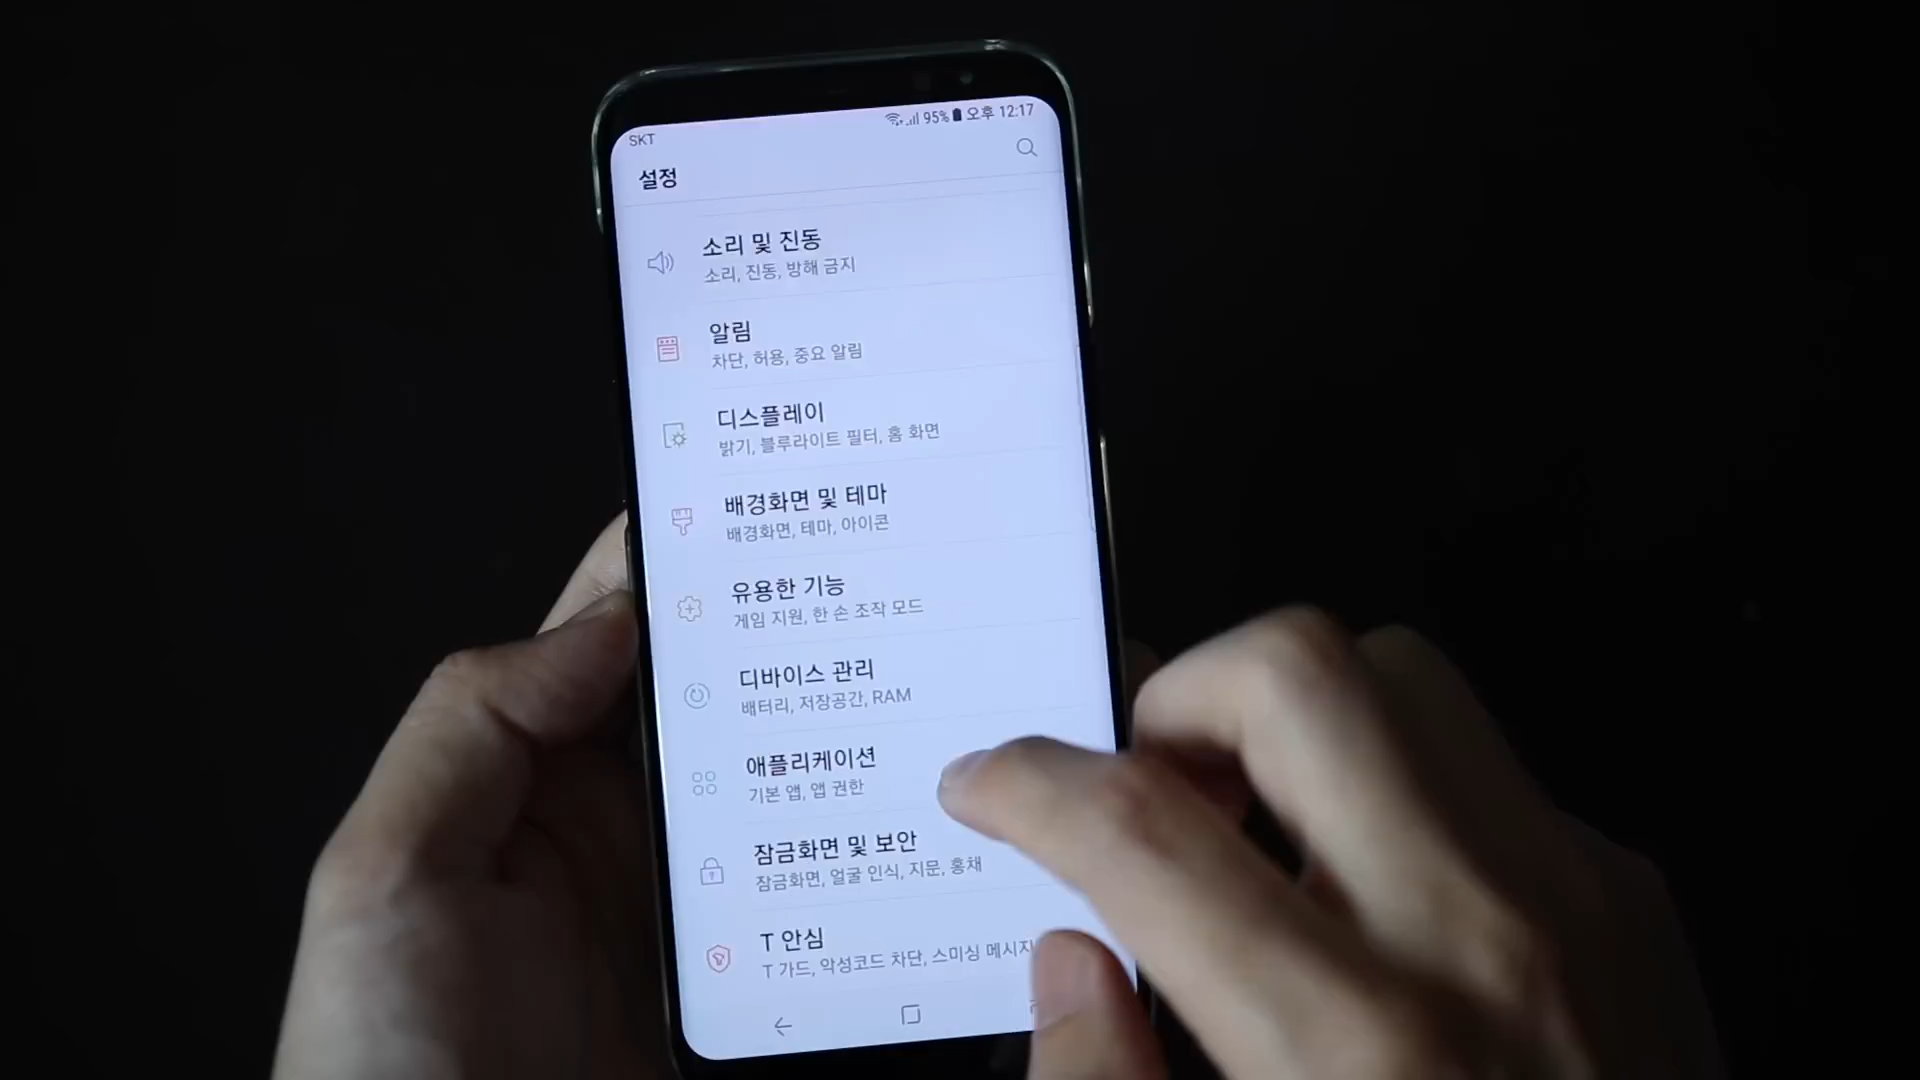 SKT
95% 오후 12:17
설정
소리 및 진동
소리, 진동, 방해 금지
알림
차단, 허용, 중요 알림
디스플레이
밝기, 블루라이트 필터, 홈 화면
배경화면 및 테마
배경화면, 테마, 아이콘
유용한 기능
게임 지원, 한 손 조작 모드
디바이스 관리
배터리, 저장공간, RAM
애플리케이션
기본 앱, 앱 권한
잠금화면 및 보안
잠금화면, 얼굴 인식, 지문, 홍채
T 안심
T 가드, 악성코드 차단, 스미싱 메시지